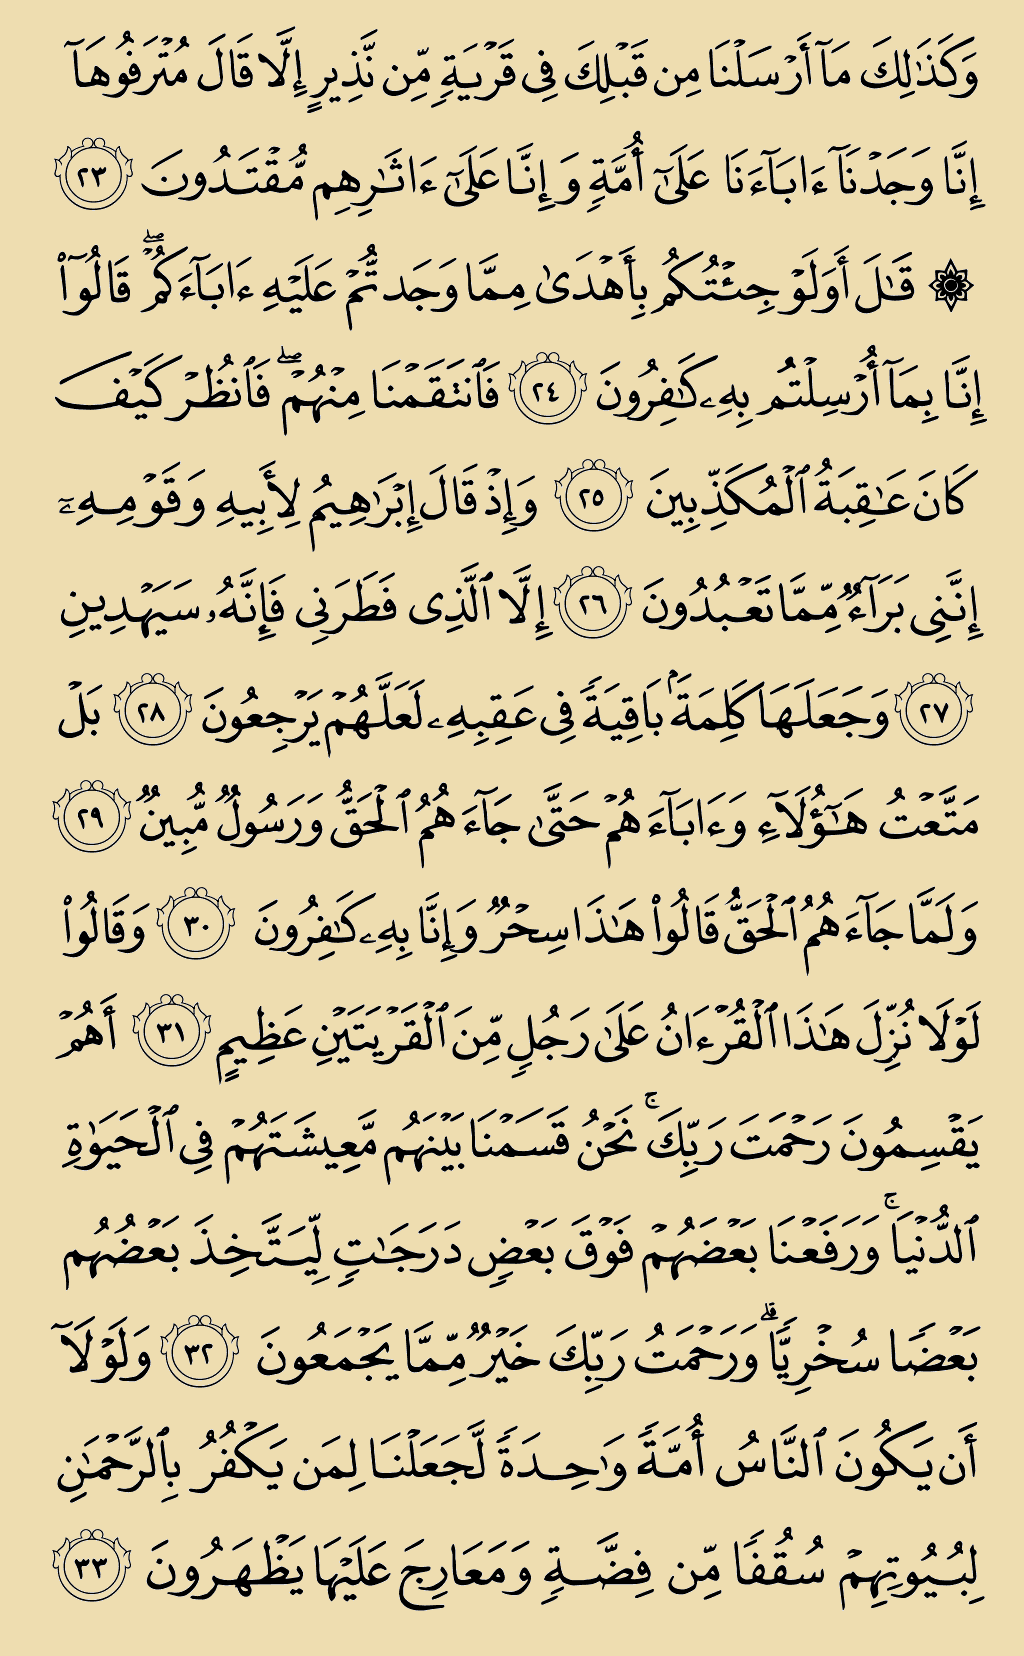 وَكَذَٰلِكَ مَآ أَرۡسَلۡنَا مِن قَبۡلِكَ فِي قَرۡيَةٖ مِّن نَّذِيرٍ إِلَّا قَالَ مُتۡرَفُوهَآ
إِنَّا وَجَدۡنَآ ءَابَآءَنَا عَلَىٰٓ أُمَّةٖ وَإِنَّا عَلَىٰٓ ءَاثَٰرِهِم مُّقۡتَدُونَ ٢٣
۞ قَٰلَ أَوَلَوۡ جِئۡتُكُم بِأَهۡدَىٰ مِمَّا وَجَدتُّمۡ عَلَيۡهِ ءَابَآءَكُمۡۖ قَالُوٓاْ
إِنَّا بِمَآ أُرۡسِلۡتُم بِهِۦ كَٰفِرُونَ ٢٤ فَٱنتَقَمۡنَا مِنۡهُمۡۖ فَٱنظُرۡ كَيۡفَ
كَانَ عَٰقِبَةُ ٱلۡمُكَذِّبِينَ ٢٥ وَإِذۡ قَالَ إِبۡرَٰهِيمُ لِأَبِيهِ وَقَوۡمِهِۦٓ
إِنَّنِي بَرَآءٞ مِّمَّا تَعۡبُدُونَ ٢٦ إِلَّا ٱلَّذِي فَطَرَنِي فَإِنَّهُۥ سَيَهۡدِينِ
٢٧ وَجَعَلَهَا كَلِمَةَۢ بَاقِيَةٗ فِي عَقِبِهِۦ لَعَلَّهُمۡ يَرۡجِعُونَ ٢٨ بَلۡ
مَتَّعۡتُ هَٰٓؤُلَآءِ وَءَابَآءَهُمۡ حَتَّىٰ جَآءَهُمُ ٱلۡحَقُّ وَرَسُولٞ مُّبِينٞ ٢٩
وَلَمَّا جَآءَهُمُ ٱلۡحَقُّ قَالُواْ هَٰذَا سِحۡرٞ وَإِنَّا بِهِۦ كَٰفِرُونَ ٣٠ وَقَالُواْ
لَوۡلَا نُزِّلَ هَٰذَا ٱلۡقُرۡءَانُ عَلَىٰ رَجُلٖ مِّنَ ٱلۡقَرۡيَتَيۡنِ عَظِيمٍ ٣١ أَهُمۡ
يَقۡسِمُونَ رَحۡمَتَ رَبِّكَۚ نَحۡنُ قَسَمۡنَا بَيۡنَهُم مَّعِيشَتَهُمۡ فِي ٱلۡحَيَوٰةِ
ٱلدُّنۡيَاۚ وَرَفَعۡنَا بَعۡضَهُمۡ فَوۡقَ بَعۡضٖ دَرَجَٰتٖ لِّيَتَّخِذَ بَعۡضُهُم
بَعۡضٗا سُخۡرِيّٗاۗ وَرَحۡمَتُ رَبِّكَ خَيۡرٞ مِّمَّا يَجۡمَعُونَ ٣٢ وَلَوۡلَآ
أَن يَكُونَ ٱلنَّاسُ أُمَّةٗ وَٰحِدَةٗ لَّجَعَلۡنَا لِمَن يَكۡفُرُ بِٱلرَّحۡمَٰنِ
لِبُيُوتِهِمۡ سُقُفٗا مِّن فِضَّةٖ وَمَعَارِجَ عَلَيۡهَا يَظۡهَرُونَ ٣٣